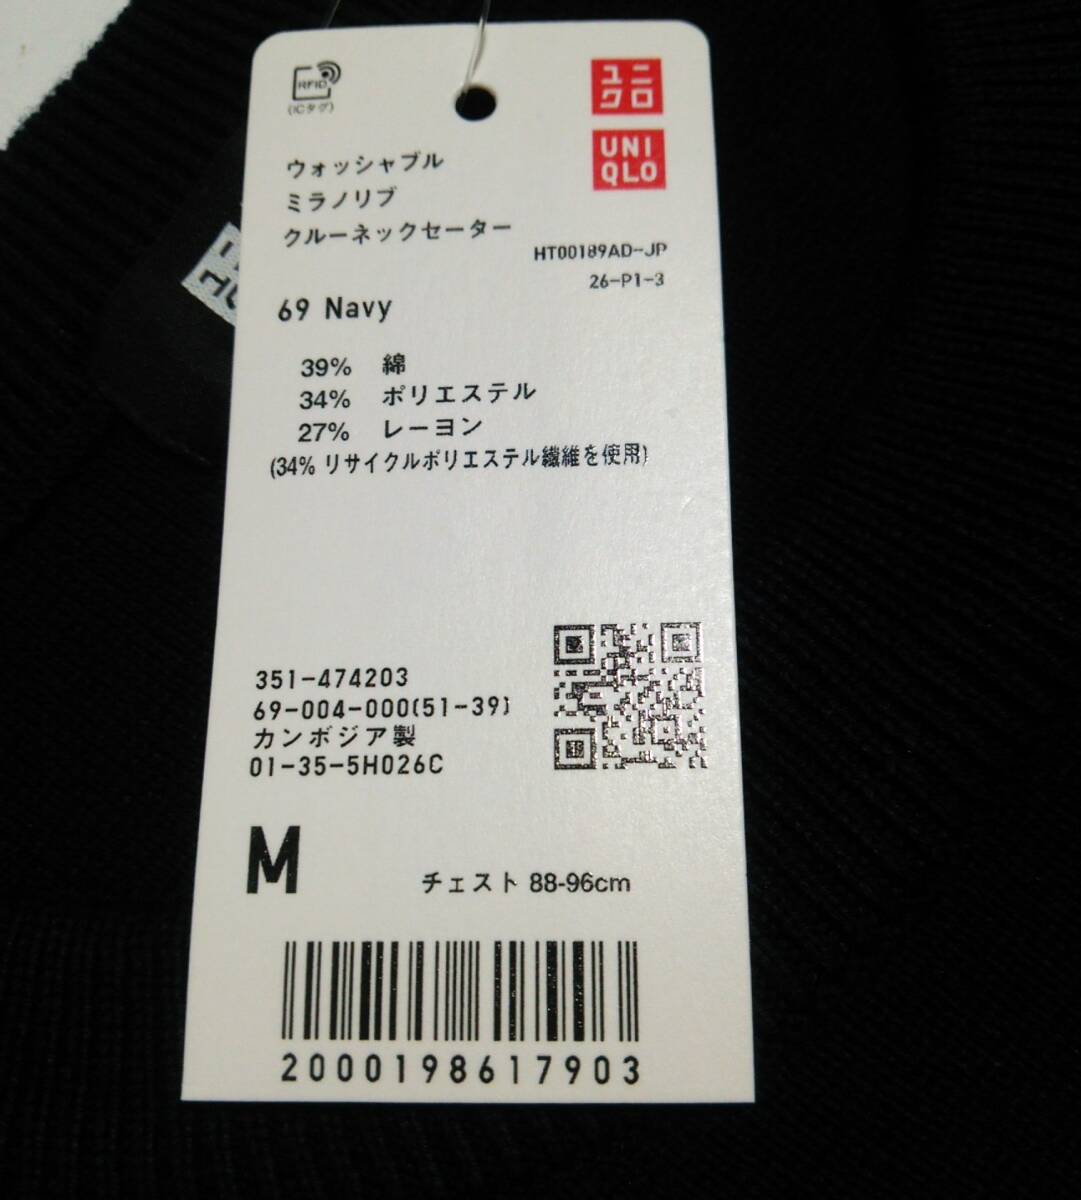 RFID
(ICタグ)
ユニ
クロ
UNI
QLO
ウォッシャブル
ミラノリブ
クルーネックセーター
HT00189AD-JP
26-P1-3
69 Navy
39% 綿
34% ポリエステル
27% レーヨン
(34% リサイクルポリエステル繊維を使用)
351-474203
69-004-000(51-39)
カンボジア製
01-35-5H026C
M
チェスト 88-96cm
2000198617903